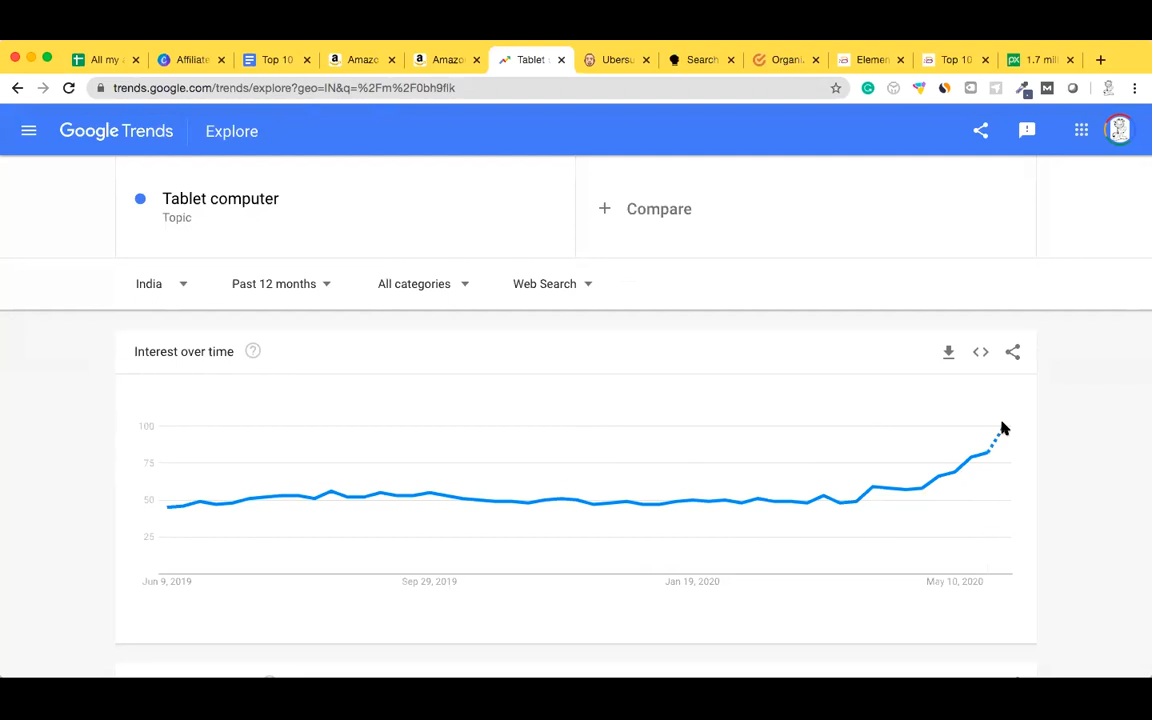 All my
Affiliate
Top 10
Amazo
Amazo
Tablet
Ubersu
Search
Organi
Elemen
Top 10
1.7 mil
trends.google.com/trends/explore?geo=IN&q=%2Fm%2F0bh9flk
Google Trends Explore
Tablet computer
Topic
+ Compare
India
Past 12 months
All categories
Web Search
Interest over time
100
75
50
25
Jun 9, 2019
Sep 29, 2019
Jan 19, 2020
May 10, 2020